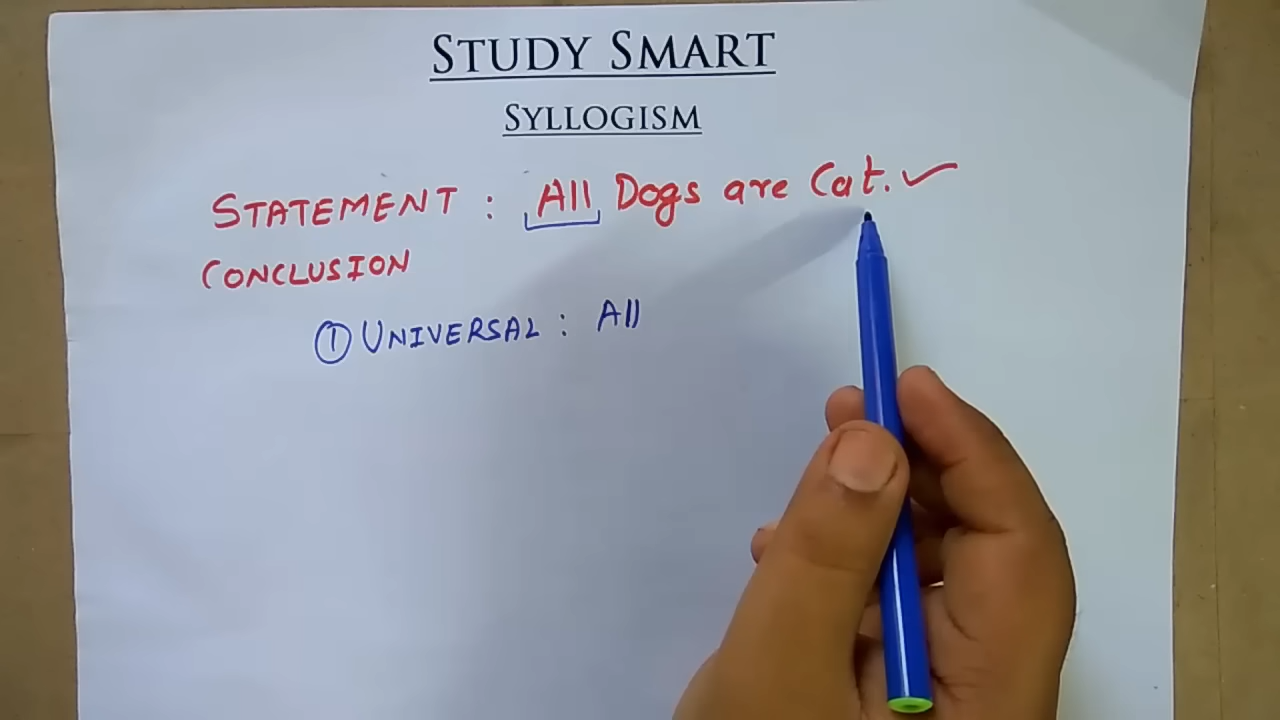 STUDY SMART
SYLLOGISM
STATEMENT : All Dogs are Cat. ✓
CONCLUSION
① UNIVERSAL : All